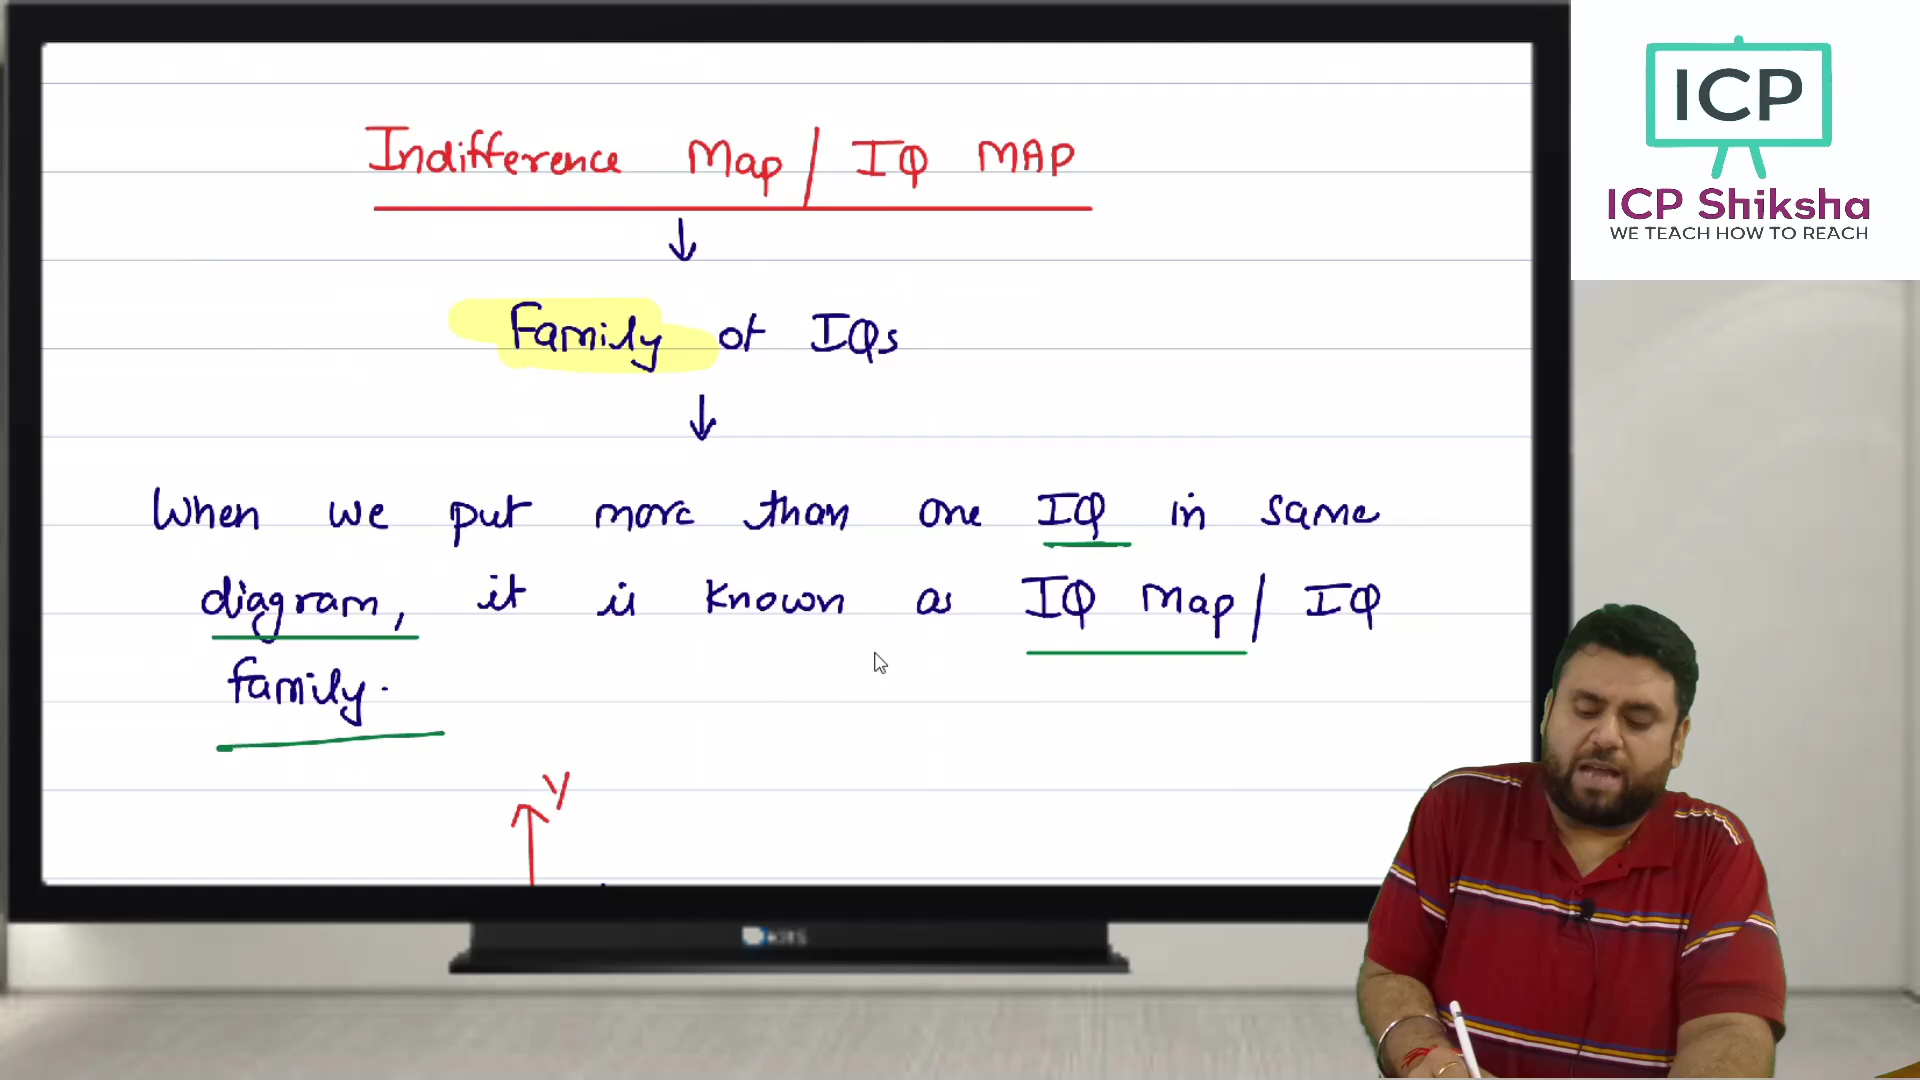 Indifference Map / IQ MAP
↓
Family of IQs
↓
When we put more than one IQ in same
diagram, it is known as IQ Map / IQ
family.
Y
ICP
ICP Shiksha
WE TEACH HOW TO REACH